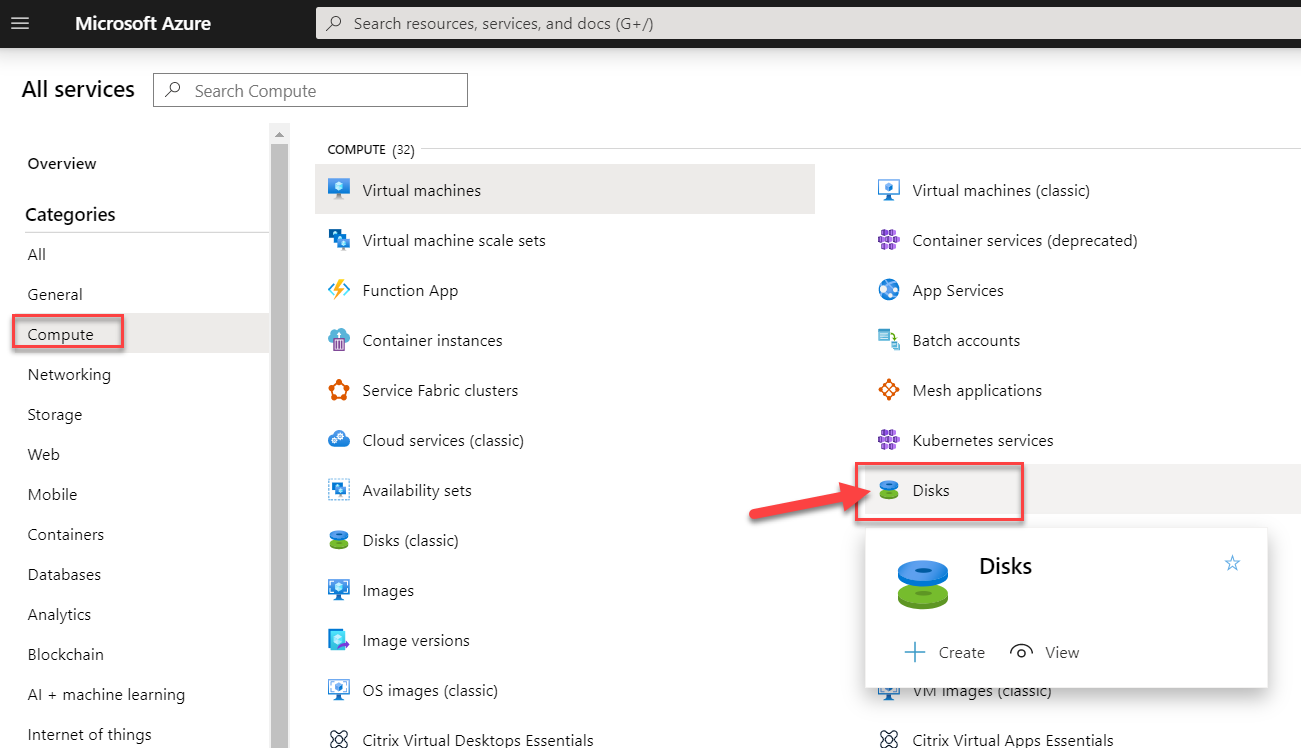 Microsoft Azure
Search resources, services, and docs (G+/)
All services
Search Compute
Overview
Categories
All
General
Compute
Networking
Storage
Web
Mobile
Containers
Databases
Analytics
Blockchain
AI + machine learning
Internet of things
COMPUTE (32)
Virtual machines
Virtual machine scale sets
Function App
Container instances
Service Fabric clusters
Cloud services (classic)
Availability sets
Disks (classic)
Images
Image versions
OS images (classic)
Citrix Virtual Desktops Essentials
Virtual machines (classic)
Container services (deprecated)
App Services
Batch accounts
Mesh applications
Kubernetes services
Disks
Disks
Create
View
VM images (classic)
Citrix Virtual Apps Essentials